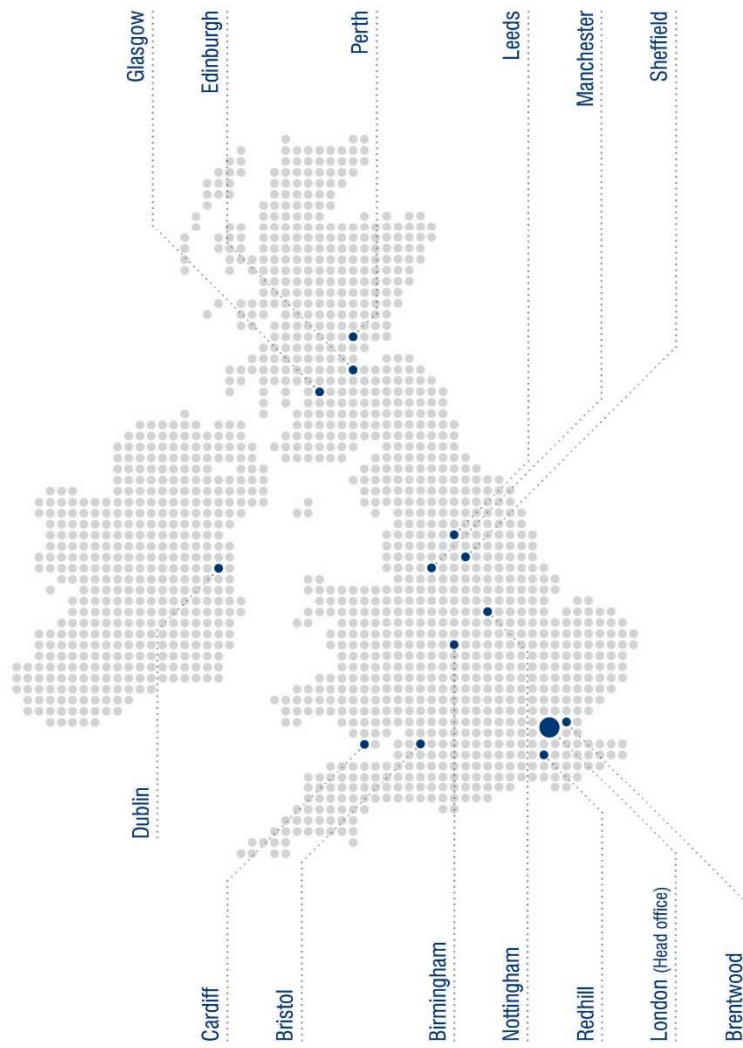 Glasgow
Edinburgh
Perth
Leeds
Manchester
Sheffield
Dublin
Cardiff
Bristol
Birmingham
Nottingham
Redhill
London (Head office)
Brentwood